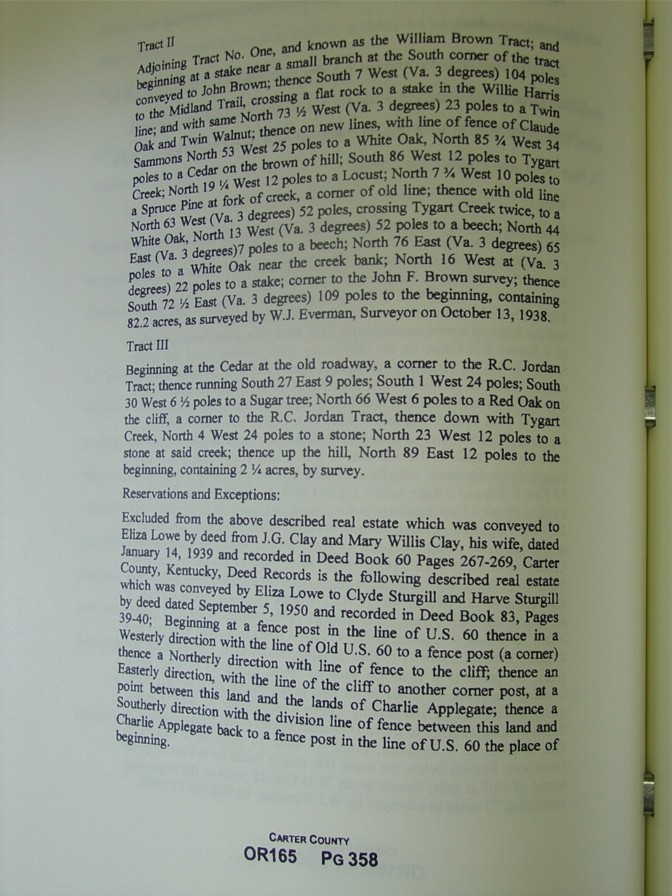 Tract II
Adjoining Tract No. One, and known as the William Brown Tract; and
beginning at a stake near a small branch at the South corner of the tract
conveyed to John Brown; thence South 7 West (Va. 3 degrees) 104 poles
to the Midland Trail, crossing a flat rock to a stake in the Willie Harris
line; and with same North 73 ½ West (Va. 3 degrees) 23 poles to a Twin
Oak and Twin Walnut; thence on new lines, with line of fence of Claude
Sammons North 53 West 25 poles to a White Oak, North 85 ¾ West 34
poles to a Cedar on the brown of hill; South 86 West 12 poles to Tygart
Creek; North 19 ¼ West 12 poles to a Locust; North 7 ¾ West 10 poles to
a Spruce Pine at fork of creek, a corner of old line; thence with old line
North 63 West (Va. 3 degrees) 52 poles, crossing Tygart Creek twice, to a
White Oak, North 13 West (Va. 3 degrees) 52 poles to a beech; North 44
East (Va. 3 degrees)7 poles to a beech; North 76 East (Va. 3 degrees) 65
poles to a White Oak near the creek bank; North 16 West at (Va. 3
degrees) 22 poles to a stake; corner to the John F. Brown survey; thence
South 72 ½ East (Va. 3 degrees) 109 poles to the beginning, containing
82.2 acres, as surveyed by W.J. Everman, Surveyor on October 13, 1938.
Tract III
Beginning at the Cedar at the old roadway, a corner to the R.C. Jordan
Tract; thence running South 27 East 9 poles; South 1 West 24 poles; South
30 West 6 ½ poles to a Sugar tree; North 66 West 6 poles to a Red Oak on
the cliff, a corner to the R.C. Jordan Tract, thence down with Tygart
Creek, North 4 West 24 poles to a stone; North 23 West 12 poles to a
stone at said creek; thence up the hill, North 89 East 12 poles to the
beginning, containing 2 ¼ acres, by survey.
Reservations and Exceptions:
Excluded from the above described real estate which was conveyed to
Eliza Lowe by deed from J.G. Clay and Mary Willis Clay, his wife, dated
January 14, 1939 and recorded in Deed Book 60 Pages 267-269, Carter
County, Kentucky, Deed Records is the following described real estate
which was conveyed by Eliza Lowe to Clyde Sturgill and Harve Sturgill
by deed dated September 5, 1950 and recorded in Deed Book 83, Pages
39-40; Beginning at a fence post in the line of U.S. 60 thence in a
Westerly direction with the line of Old U.S. 60 to a fence post (a corner)
thence a Northerly direction with line of fence to the cliff; thence an
Easterly direction, with the line of the cliff to another corner post, at a
point between this land and the lands of Charlie Applegate; thence a
Southerly direction with the division line of fence between this land and
Charlie Applegate back to a fence post in the line of U.S. 60 the place of
beginning.
CARTER COUNTY
OR165 PG 358